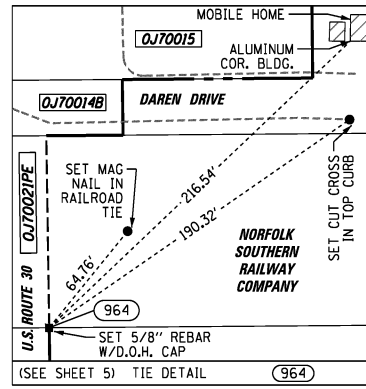 MOBILE HOME
0J70015
ALUMINUM
COR. BLDG.
0J70014B
DAREN DRIVE
SET MAG
NAIL IN
RAILROAD
TIE
216.54'
190.32'
64.76'
SET CUT CROSS
IN TOP CURB
NORFOLK
SOUTHERN
RAILWAY
COMPANY
0J70021PE
U.S. ROUTE 30
964
SET 5/8" REBAR
W/D.O.H. CAP
(SEE SHEET 5) TIE DETAIL 964